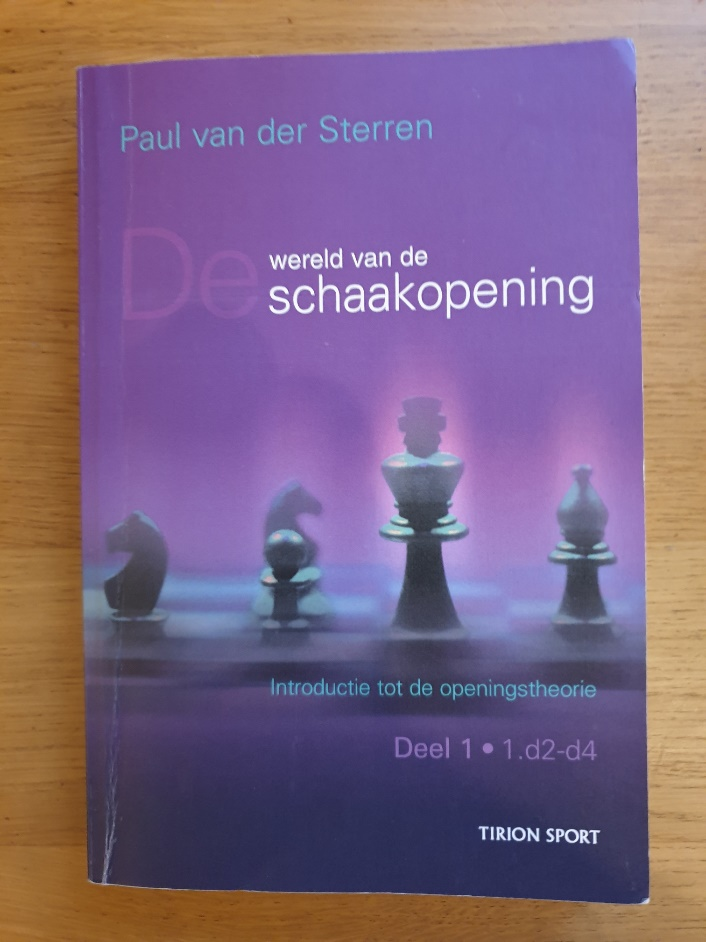 Paul van der Sterren
De wereld van de
schaakopening
Introductie tot de openingstheorie
Deel 1 • 1.d2-d4
TIRION SPORT